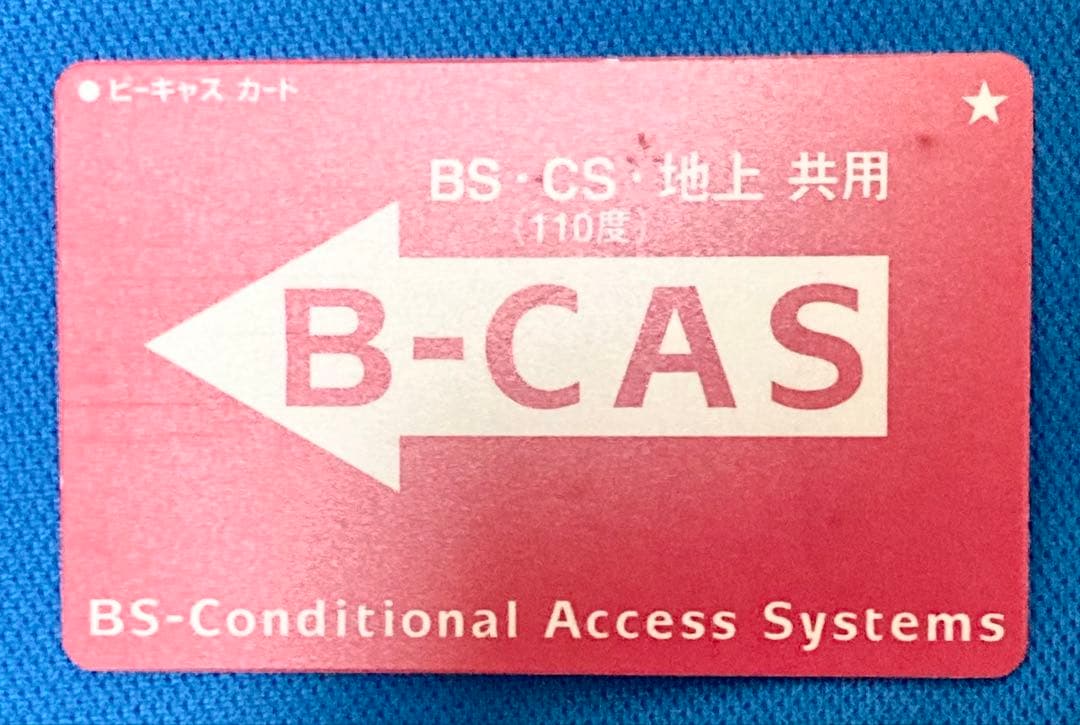 ● ビーキャス カード
★
BS・CS・地上 共用
(110度)
B-CAS
BS-Conditional Access Systems